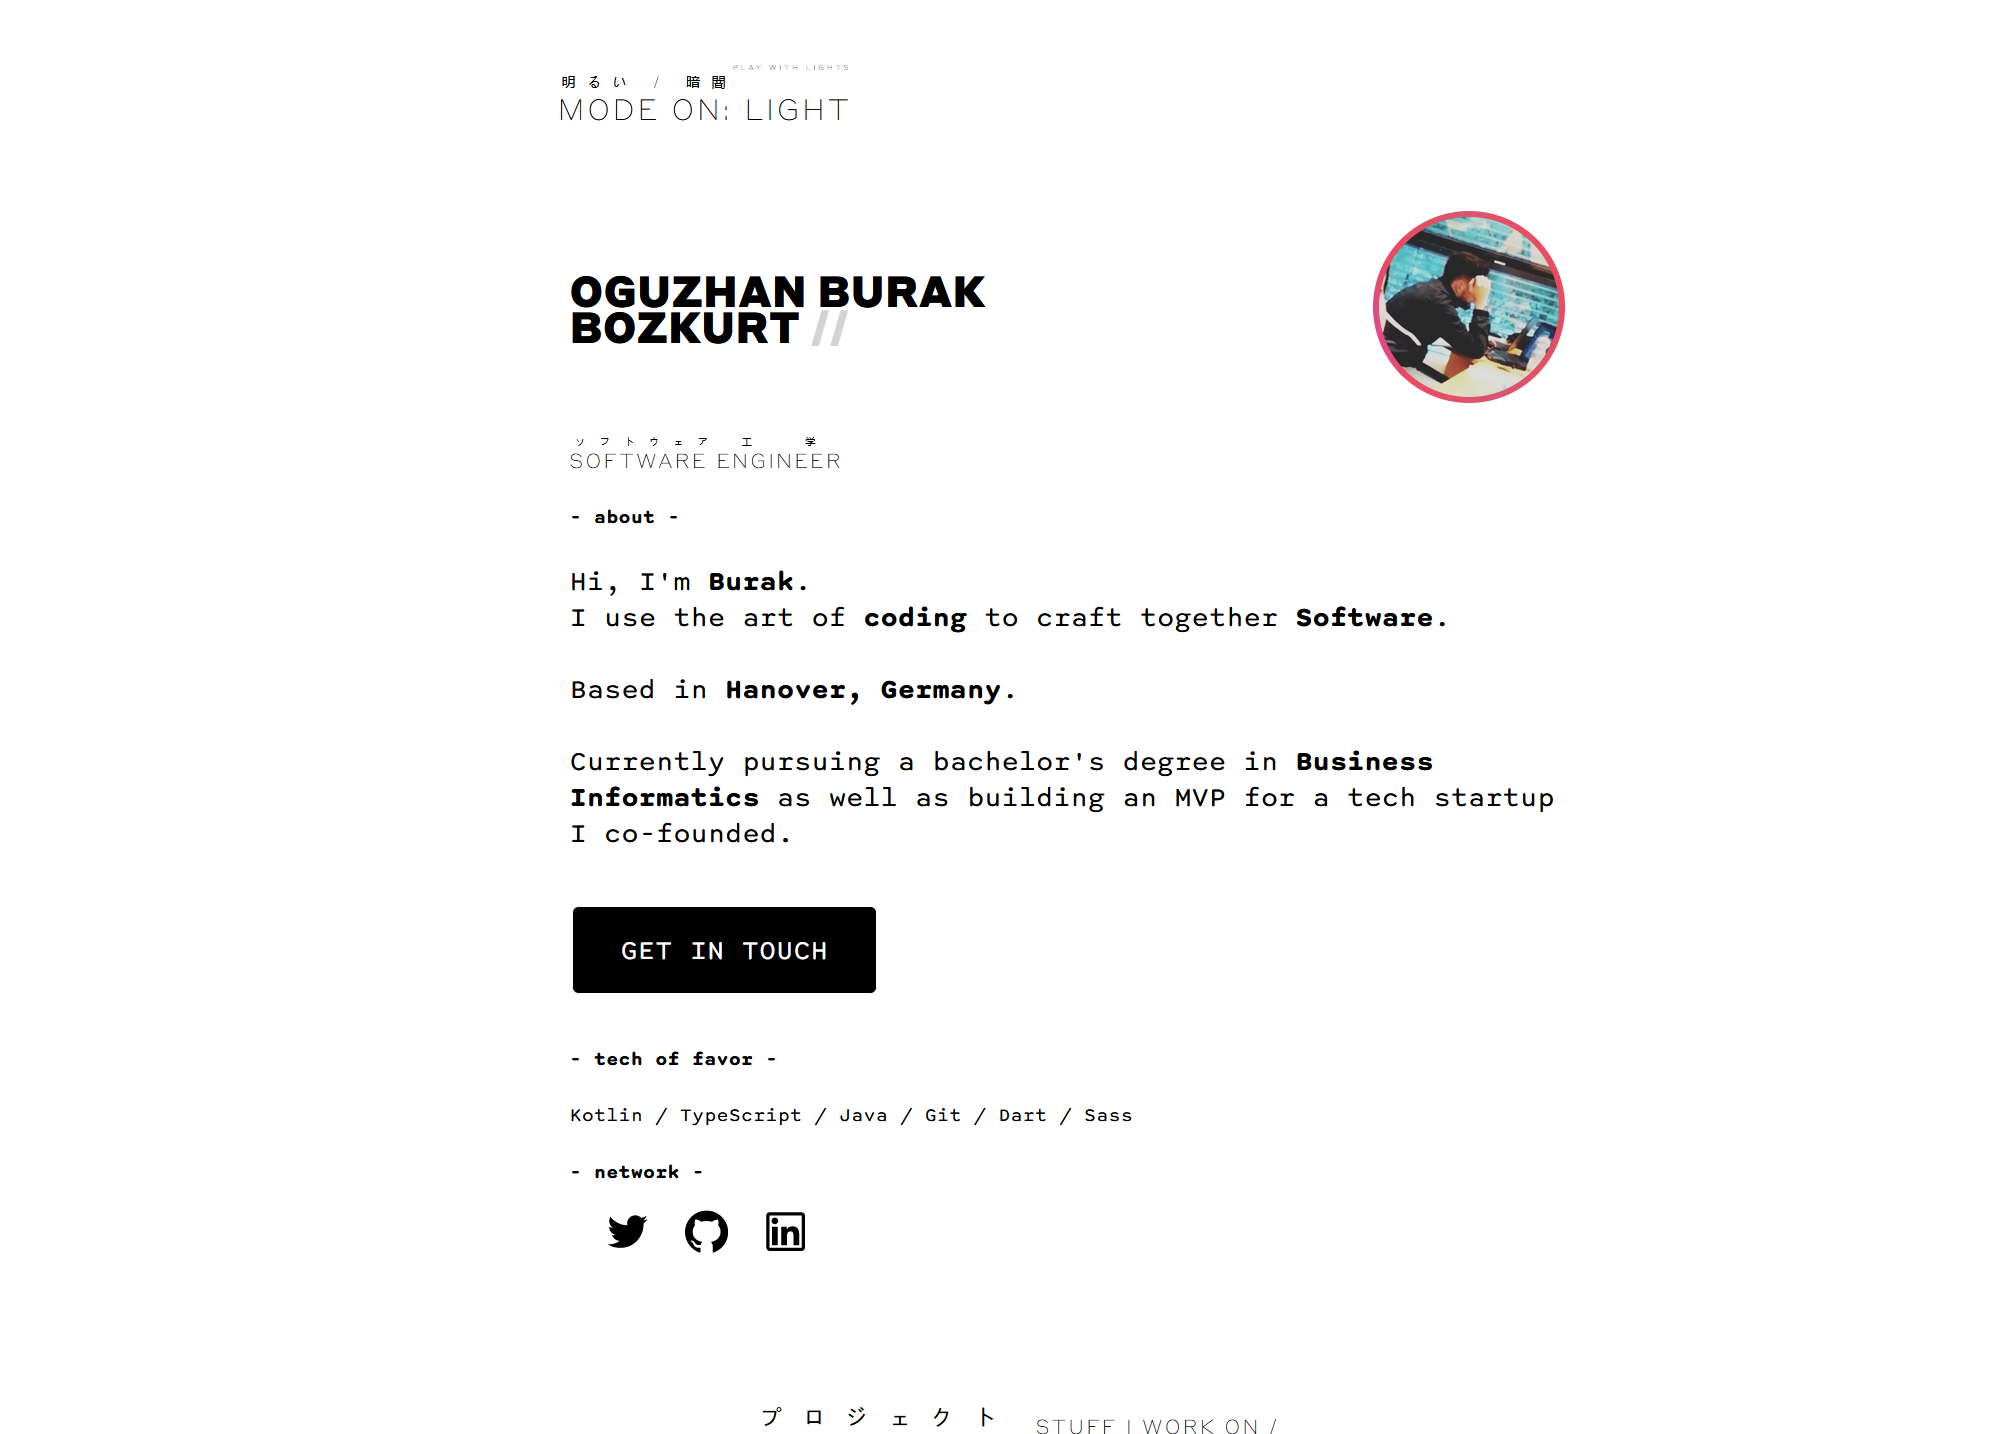 PLAY WITH LIGHTS
明るい / 暗闇
MODE ON: LIGHT
OGUZHAN BURAK
BOZKURT //
ソフトウェア 工 学
SOFTWARE ENGINEER
- about -
Hi, I'm Burak.
I use the art of coding to craft together Software.
Based in Hanover, Germany.
Currently pursuing a bachelor's degree in Business
Informatics as well as building an MVP for a tech startup
I co-founded.
GET IN TOUCH
- tech of favor -
Kotlin / TypeScript / Java / Git / Dart / Sass
- network -
in
プロジェクト STUFF I WORK ON /